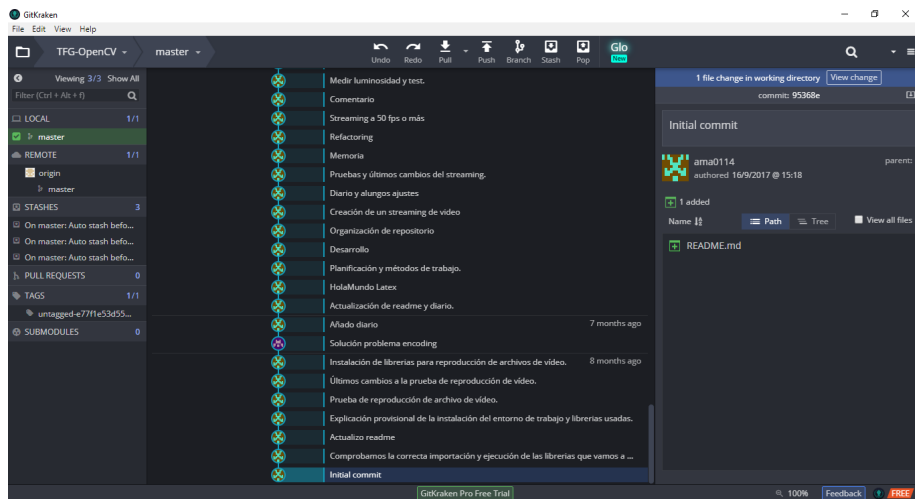 GitKraken
File Edit View Help
TFG-OpenCV
master
Undo
Redo
Pull
Push
Branch
Stash
Pop
Glo
New
Viewing 3/3 Show All
Filter (Ctrl + Alt + f)
LOCAL 1/1
master
REMOTE 1/1
origin
master
STASHES 3
On master: Auto stash befo...
On master: Auto stash befo...
On master: Auto stash befo...
PULL REQUESTS 0
TAGS 1/1
untagged-e77f1e53d55...
SUBMODULES 0
Medir luminosidad y test.
Comentario
Streaming a 50 fps o más
Refactoring
Memoria
Pruebas y últimos cambios del streaming.
Diario y alungos ajustes
Creación de un streaming de video
Organización de repositorio
Desarrollo
Planificación y métodos de trabajo.
HolaMundo Latex
Actualización de readme y diario.
Añado diario 7 months ago
Solución problema encoding
Instalación de librerias para reproducción de archivos de vídeo. 8 months ago
Últimos cambios a la prueba de reproducción de vídeo.
Prueba de reproducción de archivo de vídeo.
Explicación provisional de la instalación del entorno de trabajo y librerias usadas.
Actualizo readme
Comprobamos la correcta importación y ejecución de las librerias que vamos a ...
Initial commit
1 file change in working directory View change
commit: 95368e
Initial commit
ama0114 parent:
authored 16/9/2017 @ 15:18
1 added
Name Path Tree View all files
README.md
GitKraken Pro Free Trial
100% Feedback FREE